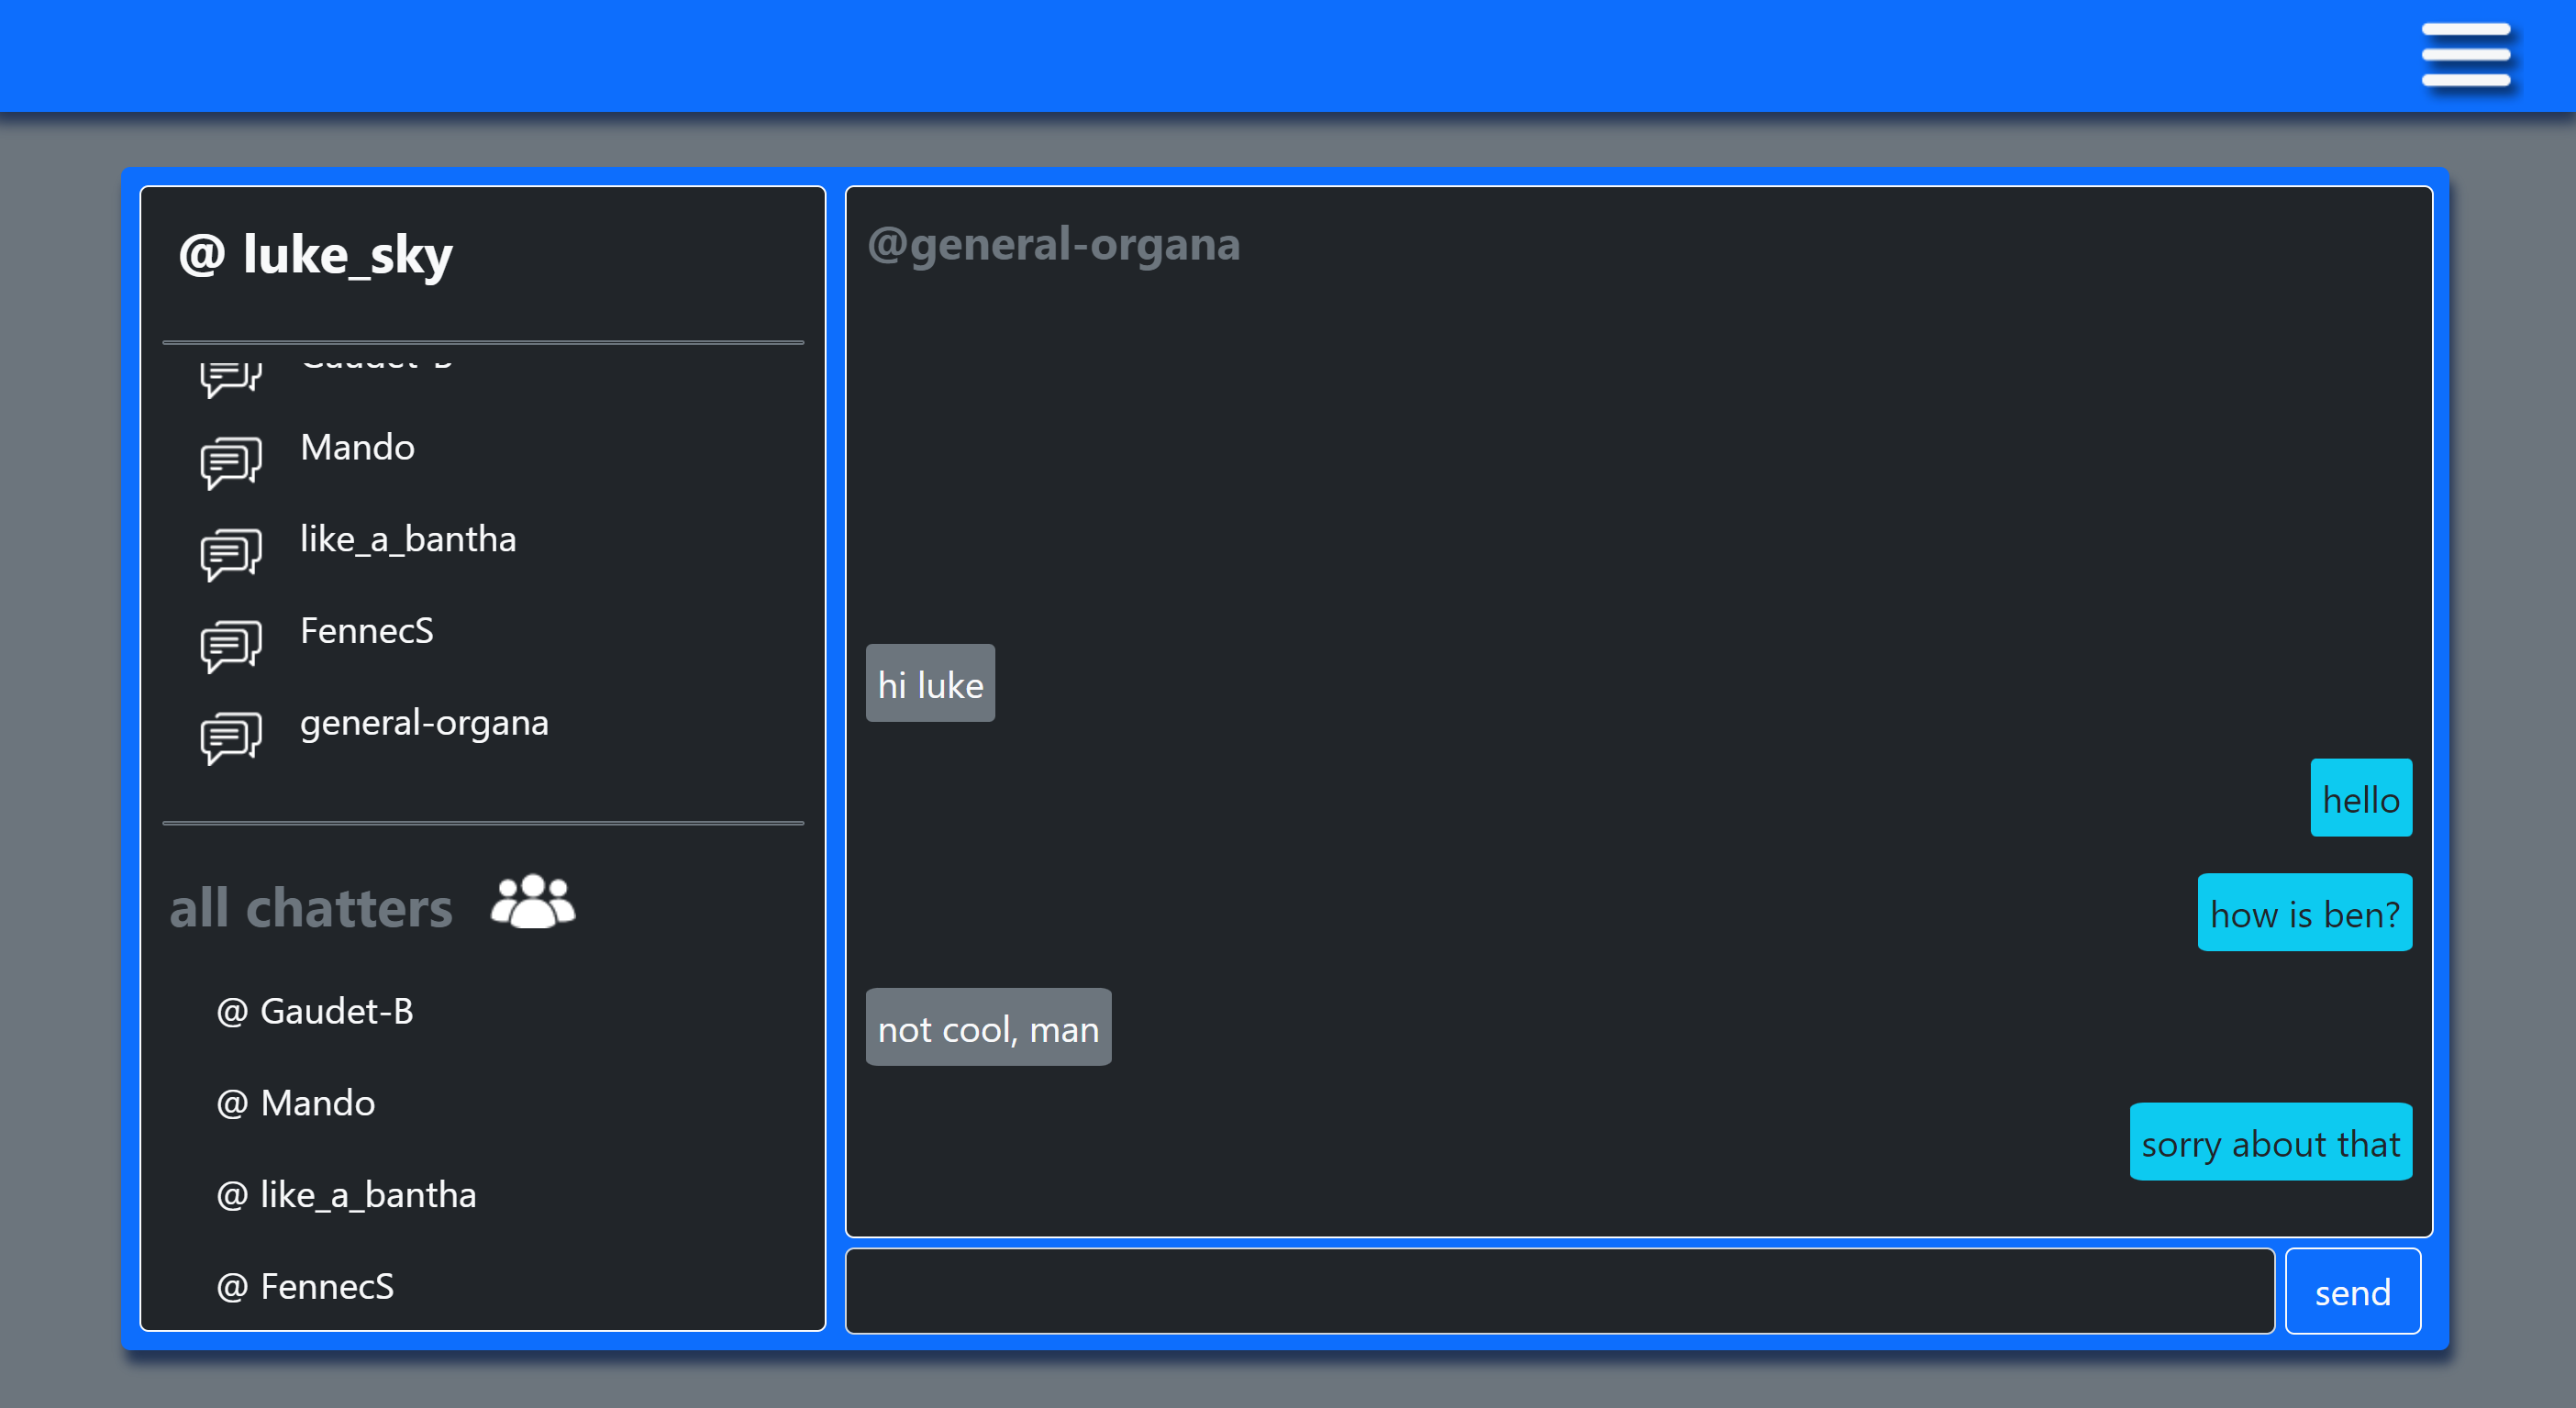 @ luke_sky
Gaudet-B
Mando
like_a_bantha
FennecS
general-organa
all chatters
@ Gaudet-B
@ Mando
@ like_a_bantha
@ FennecS
@general-organa
hi luke
hello
how is ben?
not cool, man
sorry about that
send